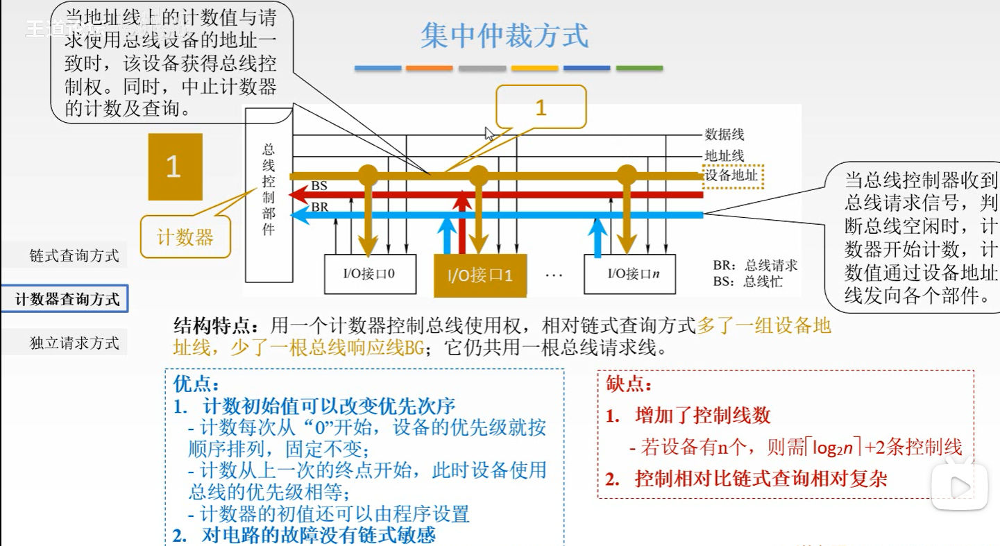 集中仲裁方式
王道论坛
当地址线上的计数值与请
求使用总线设备的地址一
致时，该设备获得总线控
制权。同时，中止计数器
的计数及查询。
1
1
计数器
总
线
控
制
部
件
数据线
地址线
设备地址
BS
BR
I/O接口0
I/O接口1
…
I/O接口n
BR：总线请求
BS：总线忙
当总线控制器收到
总线请求信号，判
断总线空闲时，计
数器开始计数，计
数值通过设备地址
线发向各个部件。
链式查询方式
计数器查询方式
独立请求方式
结构特点：用一个计数器控制总线使用权，相对链式查询方式多了一组设备地
址线，少了一根总线响应线BG；它仍共用一根总线请求线。
优点：
1. 计数初始值可以改变优先次序
- 计数每次从“0”开始，设备的优先级就按
顺序排列，固定不变；
- 计数从上一次的终点开始，此时设备使用
总线的优先级相等；
- 计数器的初值还可以由程序设置
2. 对电路的故障没有链式敏感
缺点：
1. 增加了控制线数
- 若设备有n个，则需⌈log₂n⌉+2条控制线
2. 控制相对比链式查询相对复杂